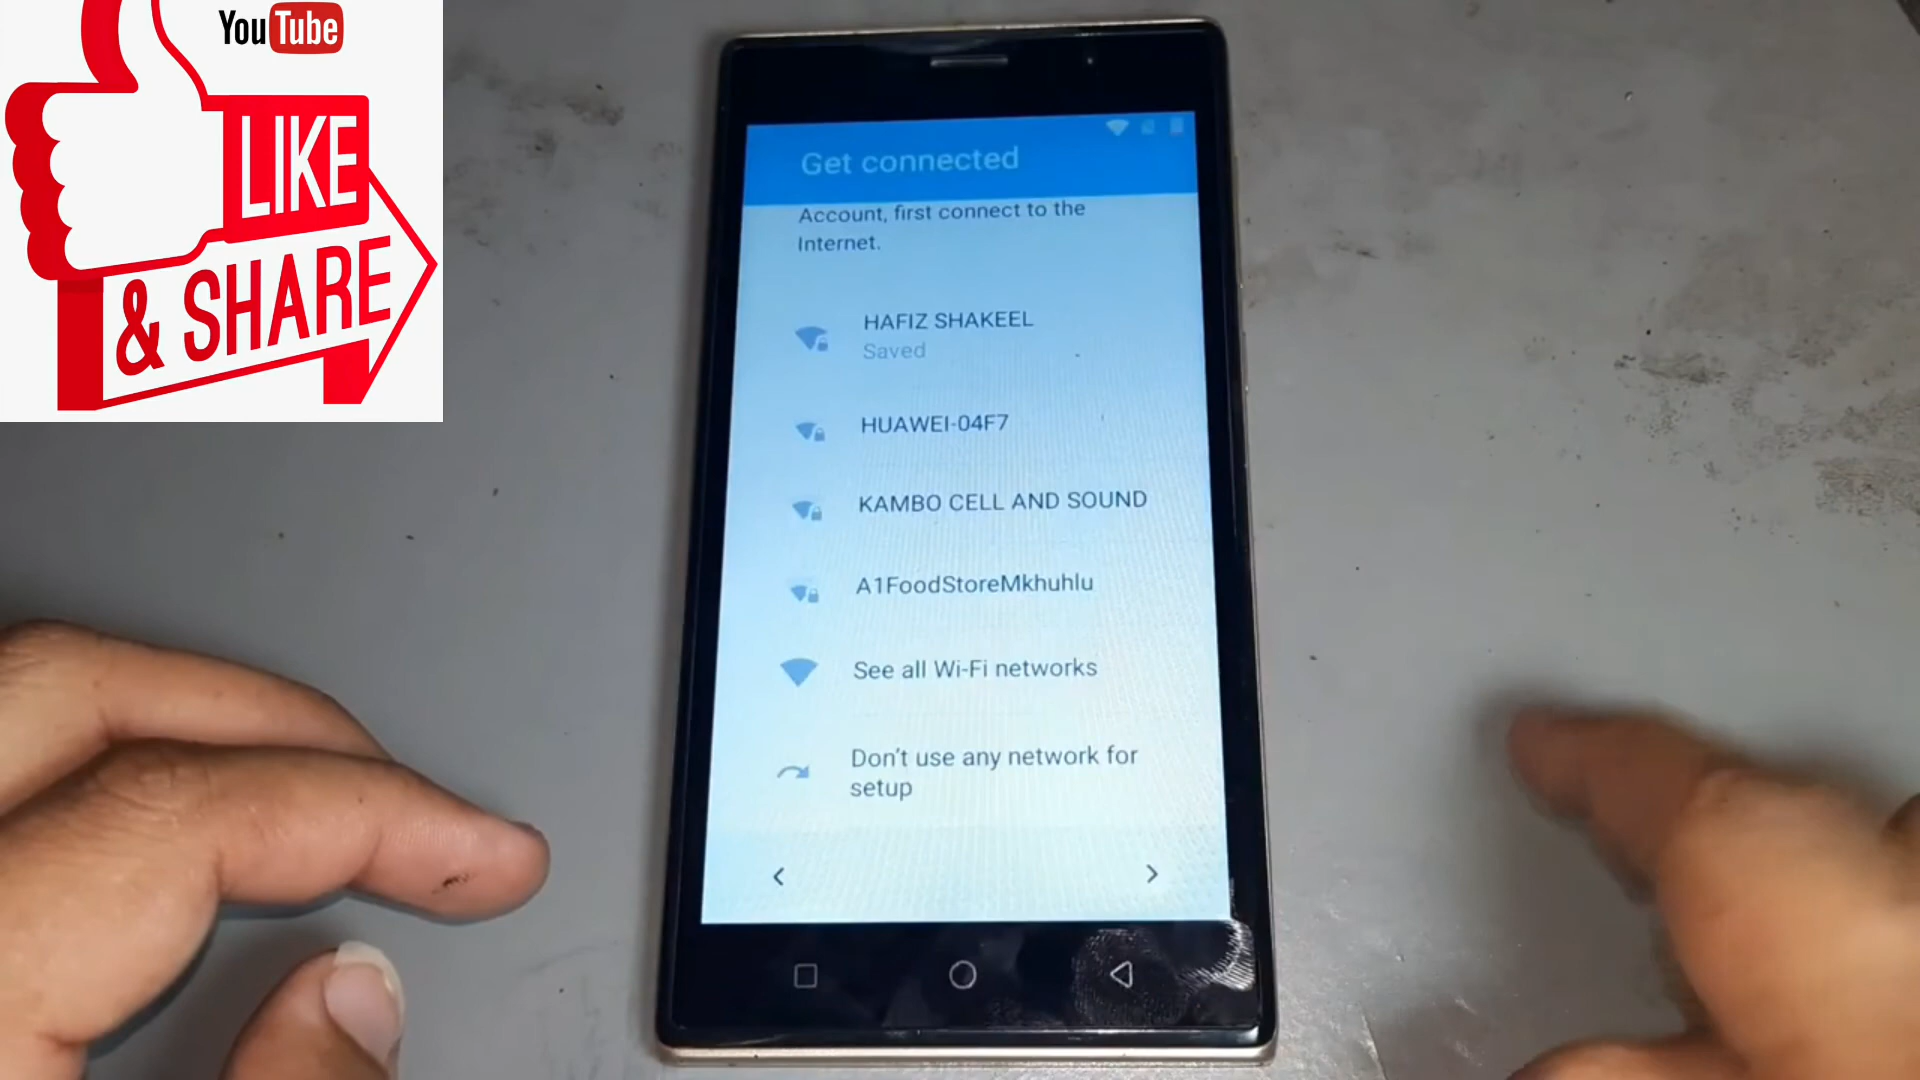 YouTube
LIKE
& SHARE
Get connected
Account, first connect to the
Internet.
HAFIZ SHAKEEL
Saved
HUAWEI-04F7
KAMBO CELL AND SOUND
A1FoodStoreMkhuhlu
See all Wi-Fi networks
Don't use any network for
setup